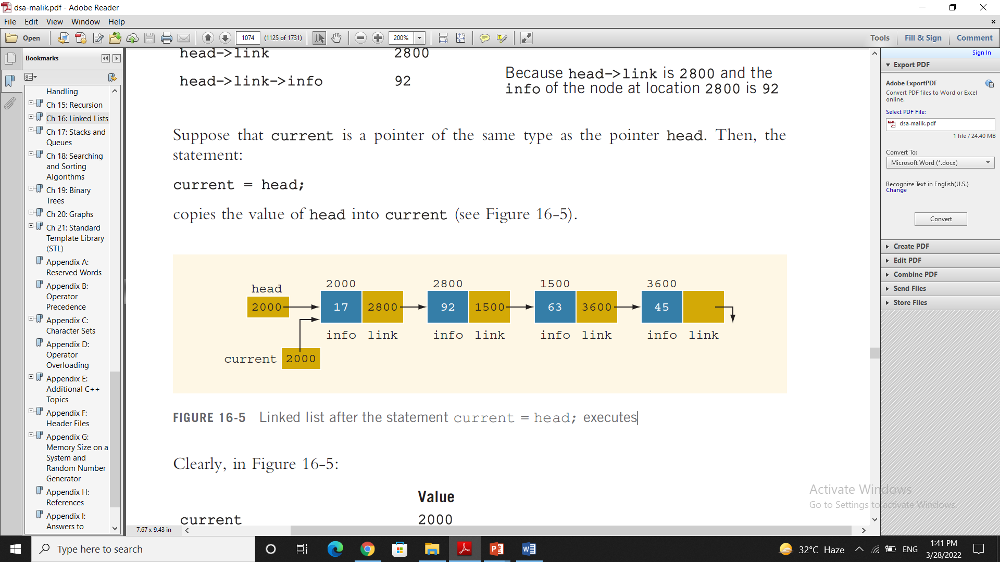 dsa-malik.pdf - Adobe Reader
File Edit View Window Help
Open 1074 (1125 of 1731) 200% Tools Fill & Sign Comment
Bookmarks
Handling
Ch 15: Recursion
Ch 16: Linked Lists
Ch 17: Stacks and
Queues
Ch 18: Searching
and Sorting
Algorithms
Ch 19: Binary
Trees
Ch 20: Graphs
Ch 21: Standard
Template Library
(STL)
Appendix A:
Reserved Words
Appendix B:
Operator
Precedence
Appendix C:
Character Sets
Appendix D:
Operator
Overloading
Appendix E:
Additional C++
Topics
Appendix F:
Header Files
Appendix G:
Memory Size on a
System and
Random Number
Generator
Appendix H:
References
Appendix I:
Answers to
head->link 2800
head->link->info 92
Because head->link is 2800 and the
info of the node at location 2800 is 92
Suppose that current is a pointer of the same type as the pointer head. Then, the
statement:
current = head;
copies the value of head into current (see Figure 16-5).
head 2000 2800 1500 3600
2000 17 2800 92 1500 63 3600 45
info link info link info link info link
current 2000
FIGURE 16-5 Linked list after the statement current = head; executes
Clearly, in Figure 16-5:
Value
current 2000
7.67 x 9.43 in
Sign In
Export PDF
Adobe ExportPDF
Convert PDF files to Word or Excel
online.
Select PDF File:
dsa-malik.pdf
1 file / 24.40 MB
Convert To:
Microsoft Word (*.docx)
Recognize Text in English(U.S.)
Change
Convert
Create PDF
Edit PDF
Combine PDF
Send Files
Store Files
Activate Windows
Go to Settings to activate Windows.
Type here to search
32°C Haze
ENG
1:41 PM
3/28/2022